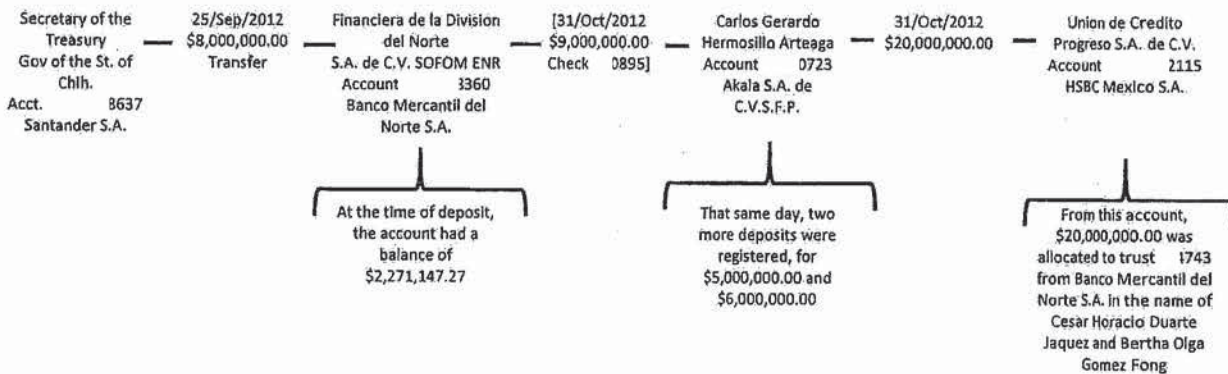 Secretary of the
Treasury
Gov of the St. of
Chih.
Acct. 8637
Santander S.A.
25/Sep/2012
$8,000,000.00
Transfer
Financiera de la Division
del Norte
S.A. de C.V. SOFOM ENR
Account 3360
Banco Mercantil del
Norte S.A.
[31/Oct/2012
$9,000,000.00
Check 0895]
Carlos Gerardo
Hermosillo Arteaga
Account 0723
Akala S.A. de
C.V.S.F.P.
31/Oct/2012
$20,000,000.00
Union de Credito
Progreso S.A. de C.V.
Account 2115
HSBC Mexico S.A.
At the time of deposit,
the account had a
balance of
$2,271,147.27
That same day, two
more deposits were
registered, for
$5,000,000.00 and
$6,000,000.00
From this account,
$20,000,000.00 was
allocated to trust 1743
from Banco Mercantil del
Norte S.A. in the name of
Cesar Horacio Duarte
Jaquez and Bertha Olga
Gomez Fong